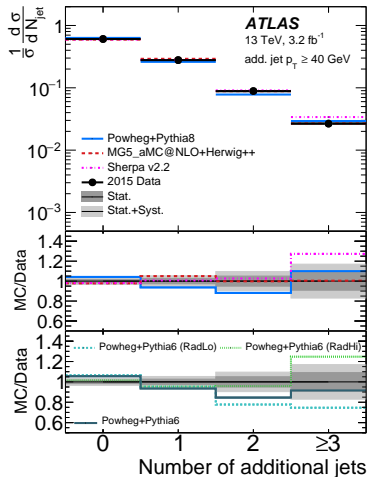 ATLAS
13 TeV, 3.2 fb⁻¹
add. jet p_T ≥ 40 GeV
1/σ d σ/d N_jet
1
10⁻¹
10⁻²
10⁻³
Powheg+Pythia8
MG5_aMC@NLO+Herwig++
Sherpa v2.2
2015 Data
Stat.
Stat.+Syst.
MC/Data
1.4
1.2
1
0.8
0.6
MC/Data
1.4
1.2
1
0.8
0.6
Powheg+Pythia6 (RadLo) Powheg+Pythia6 (RadHi)
Powheg+Pythia6
0 1 2 ≥3
Number of additional jets